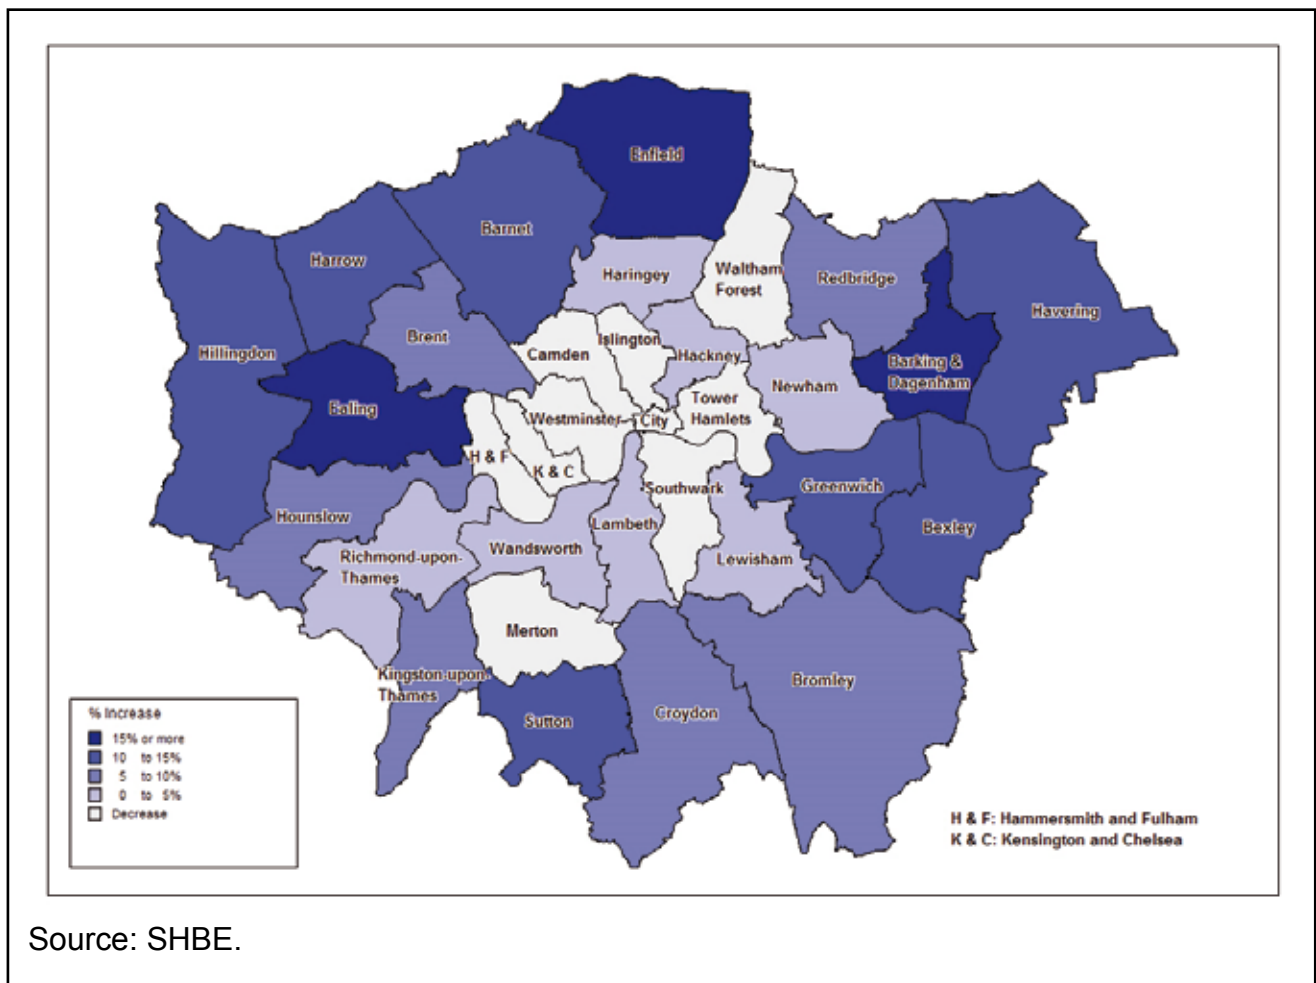 Enfield
Barnet
Harrow
Haringey
Waltham
Forest
Redbridge
Havering
Hillingdon
Brent
Camden
Islington
Hackney
Newham
Barking &
Dagenham
Ealing
Westminster
City
Tower
Hamlets
H & F
K & C
Southwark
Greenwich
Hounslow
Lambeth
Bexley
Richmond-upon-
Thames
Wandsworth
Lewisham
Merton
Kingston-upon-
Thames
Bromley
Sutton
Croydon
% Increase
15% or more
10 to 15%
5 to 10%
0 to 5%
Decrease
H & F: Hammersmith and Fulham
K & C: Kensington and Chelsea
Source: SHBE.